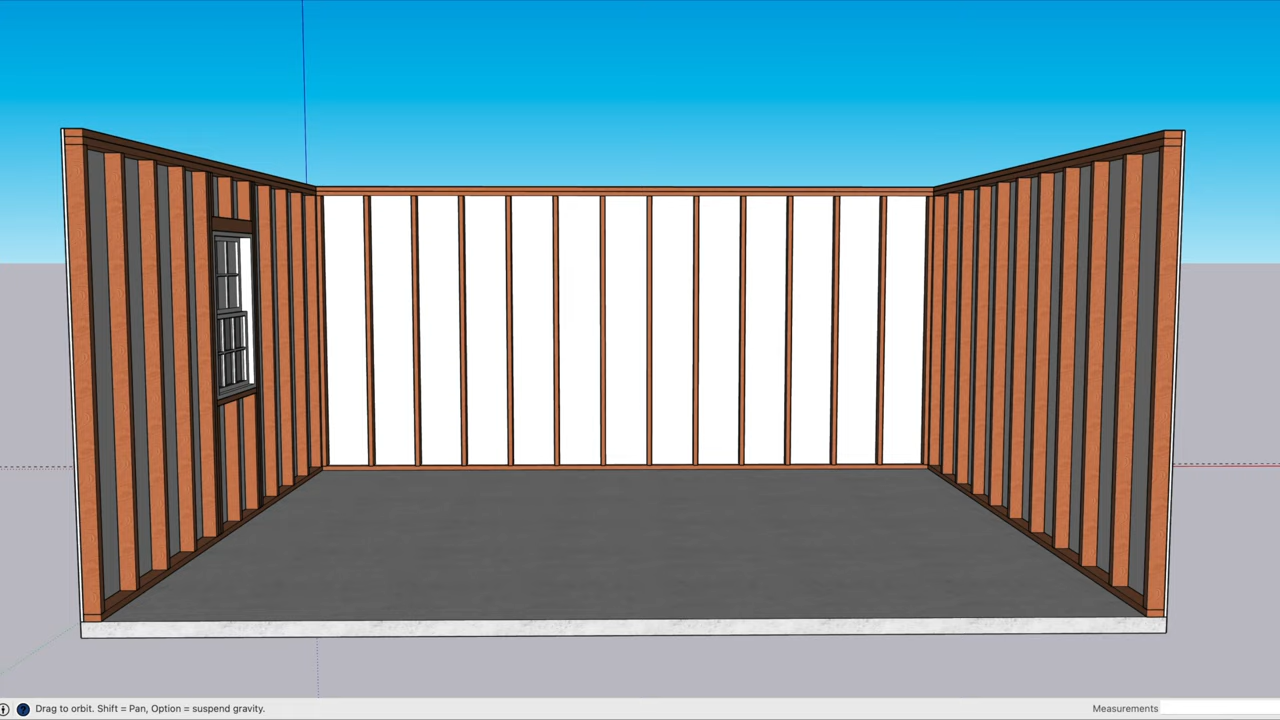 Drag to orbit. Shift = Pan, Option = suspend gravity.
Measurements